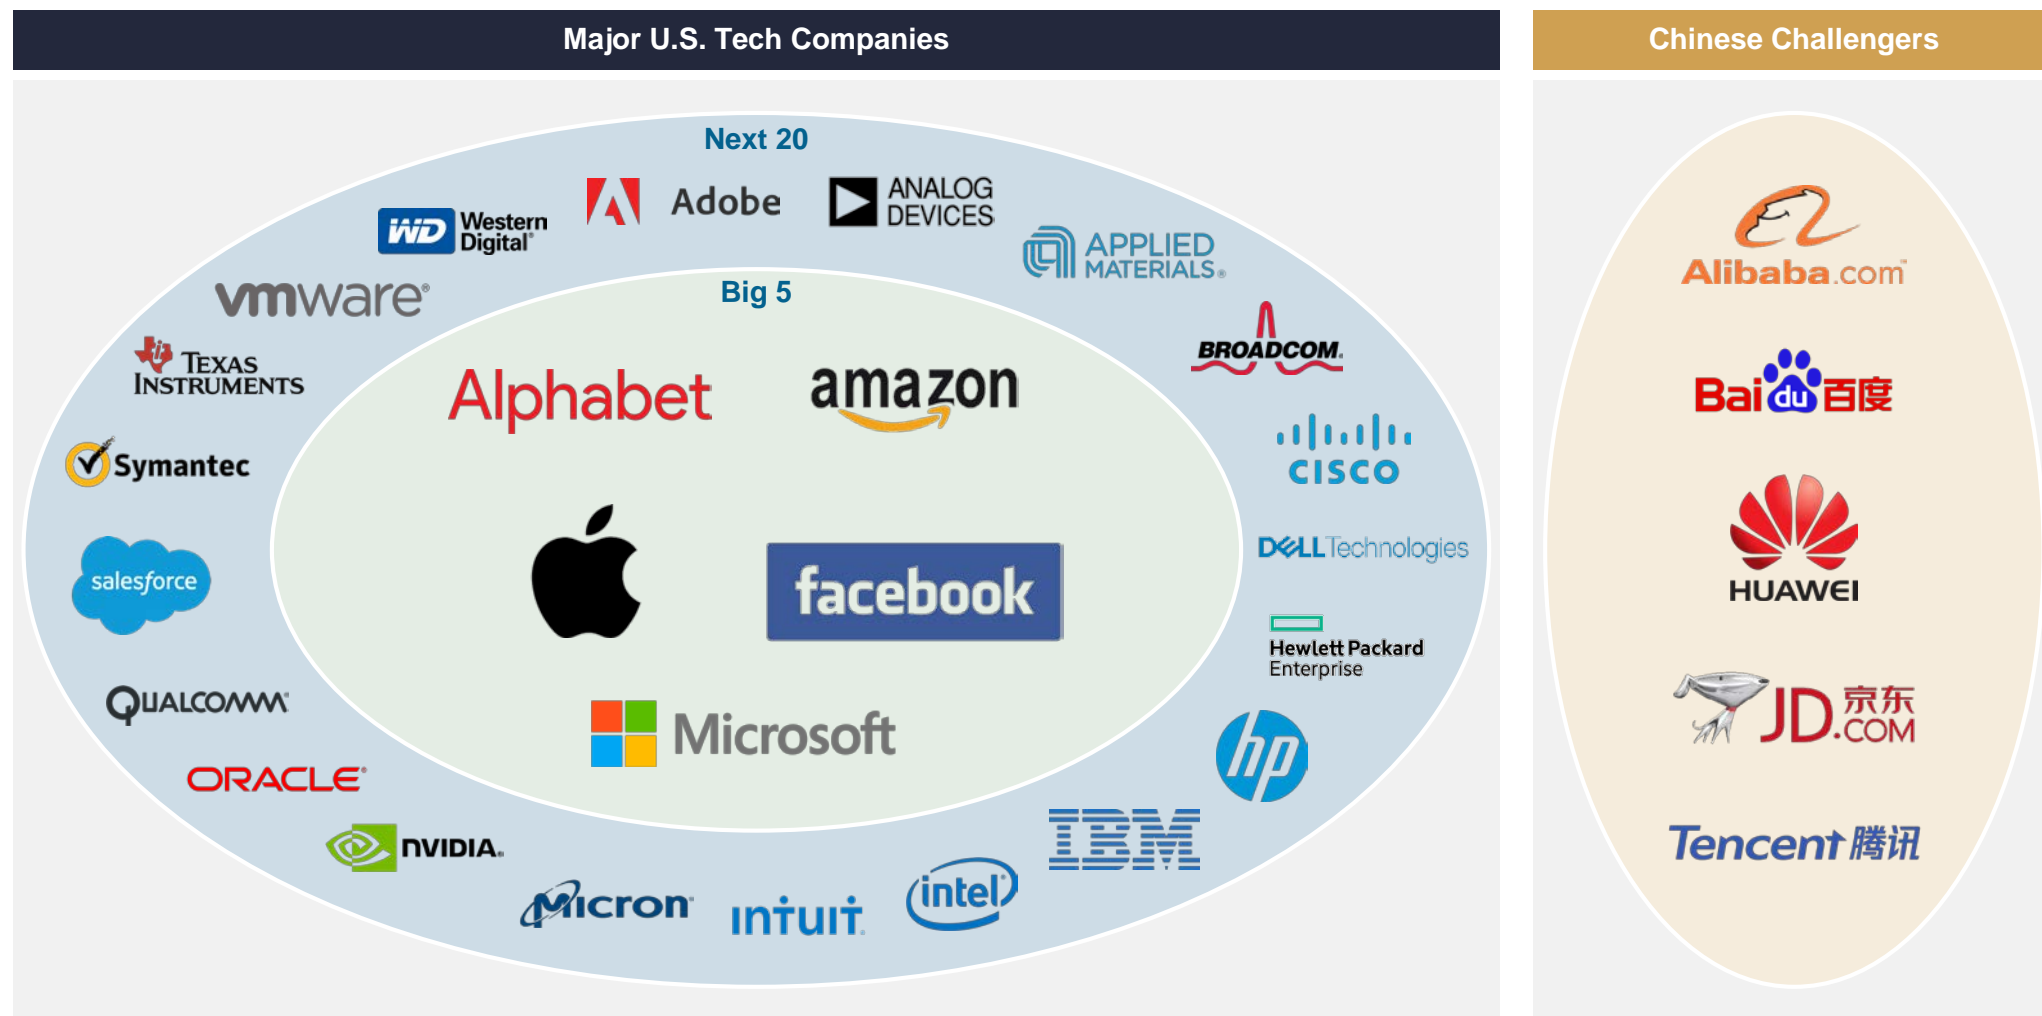 Major U.S. Tech Companies
Chinese Challengers
Next 20
Adobe
ANALOG
DEVICES
WD
Western
Digital®
APPLIED
MATERIALS®
vmware®
Big 5
BROADCOM.
TEXAS
INSTRUMENTS
Alphabet
amazon
CISCO
Symantec
DELL Technologies
salesforce
facebook
Hewlett Packard
Enterprise
QUALCOMM®
Microsoft
hp
ORACLE®
IBM
NVIDIA.
MICRON
intuit
intel
Alibaba.com™
Bai du 百度
HUAWEI
JD.京东
COM
Tencent 腾讯